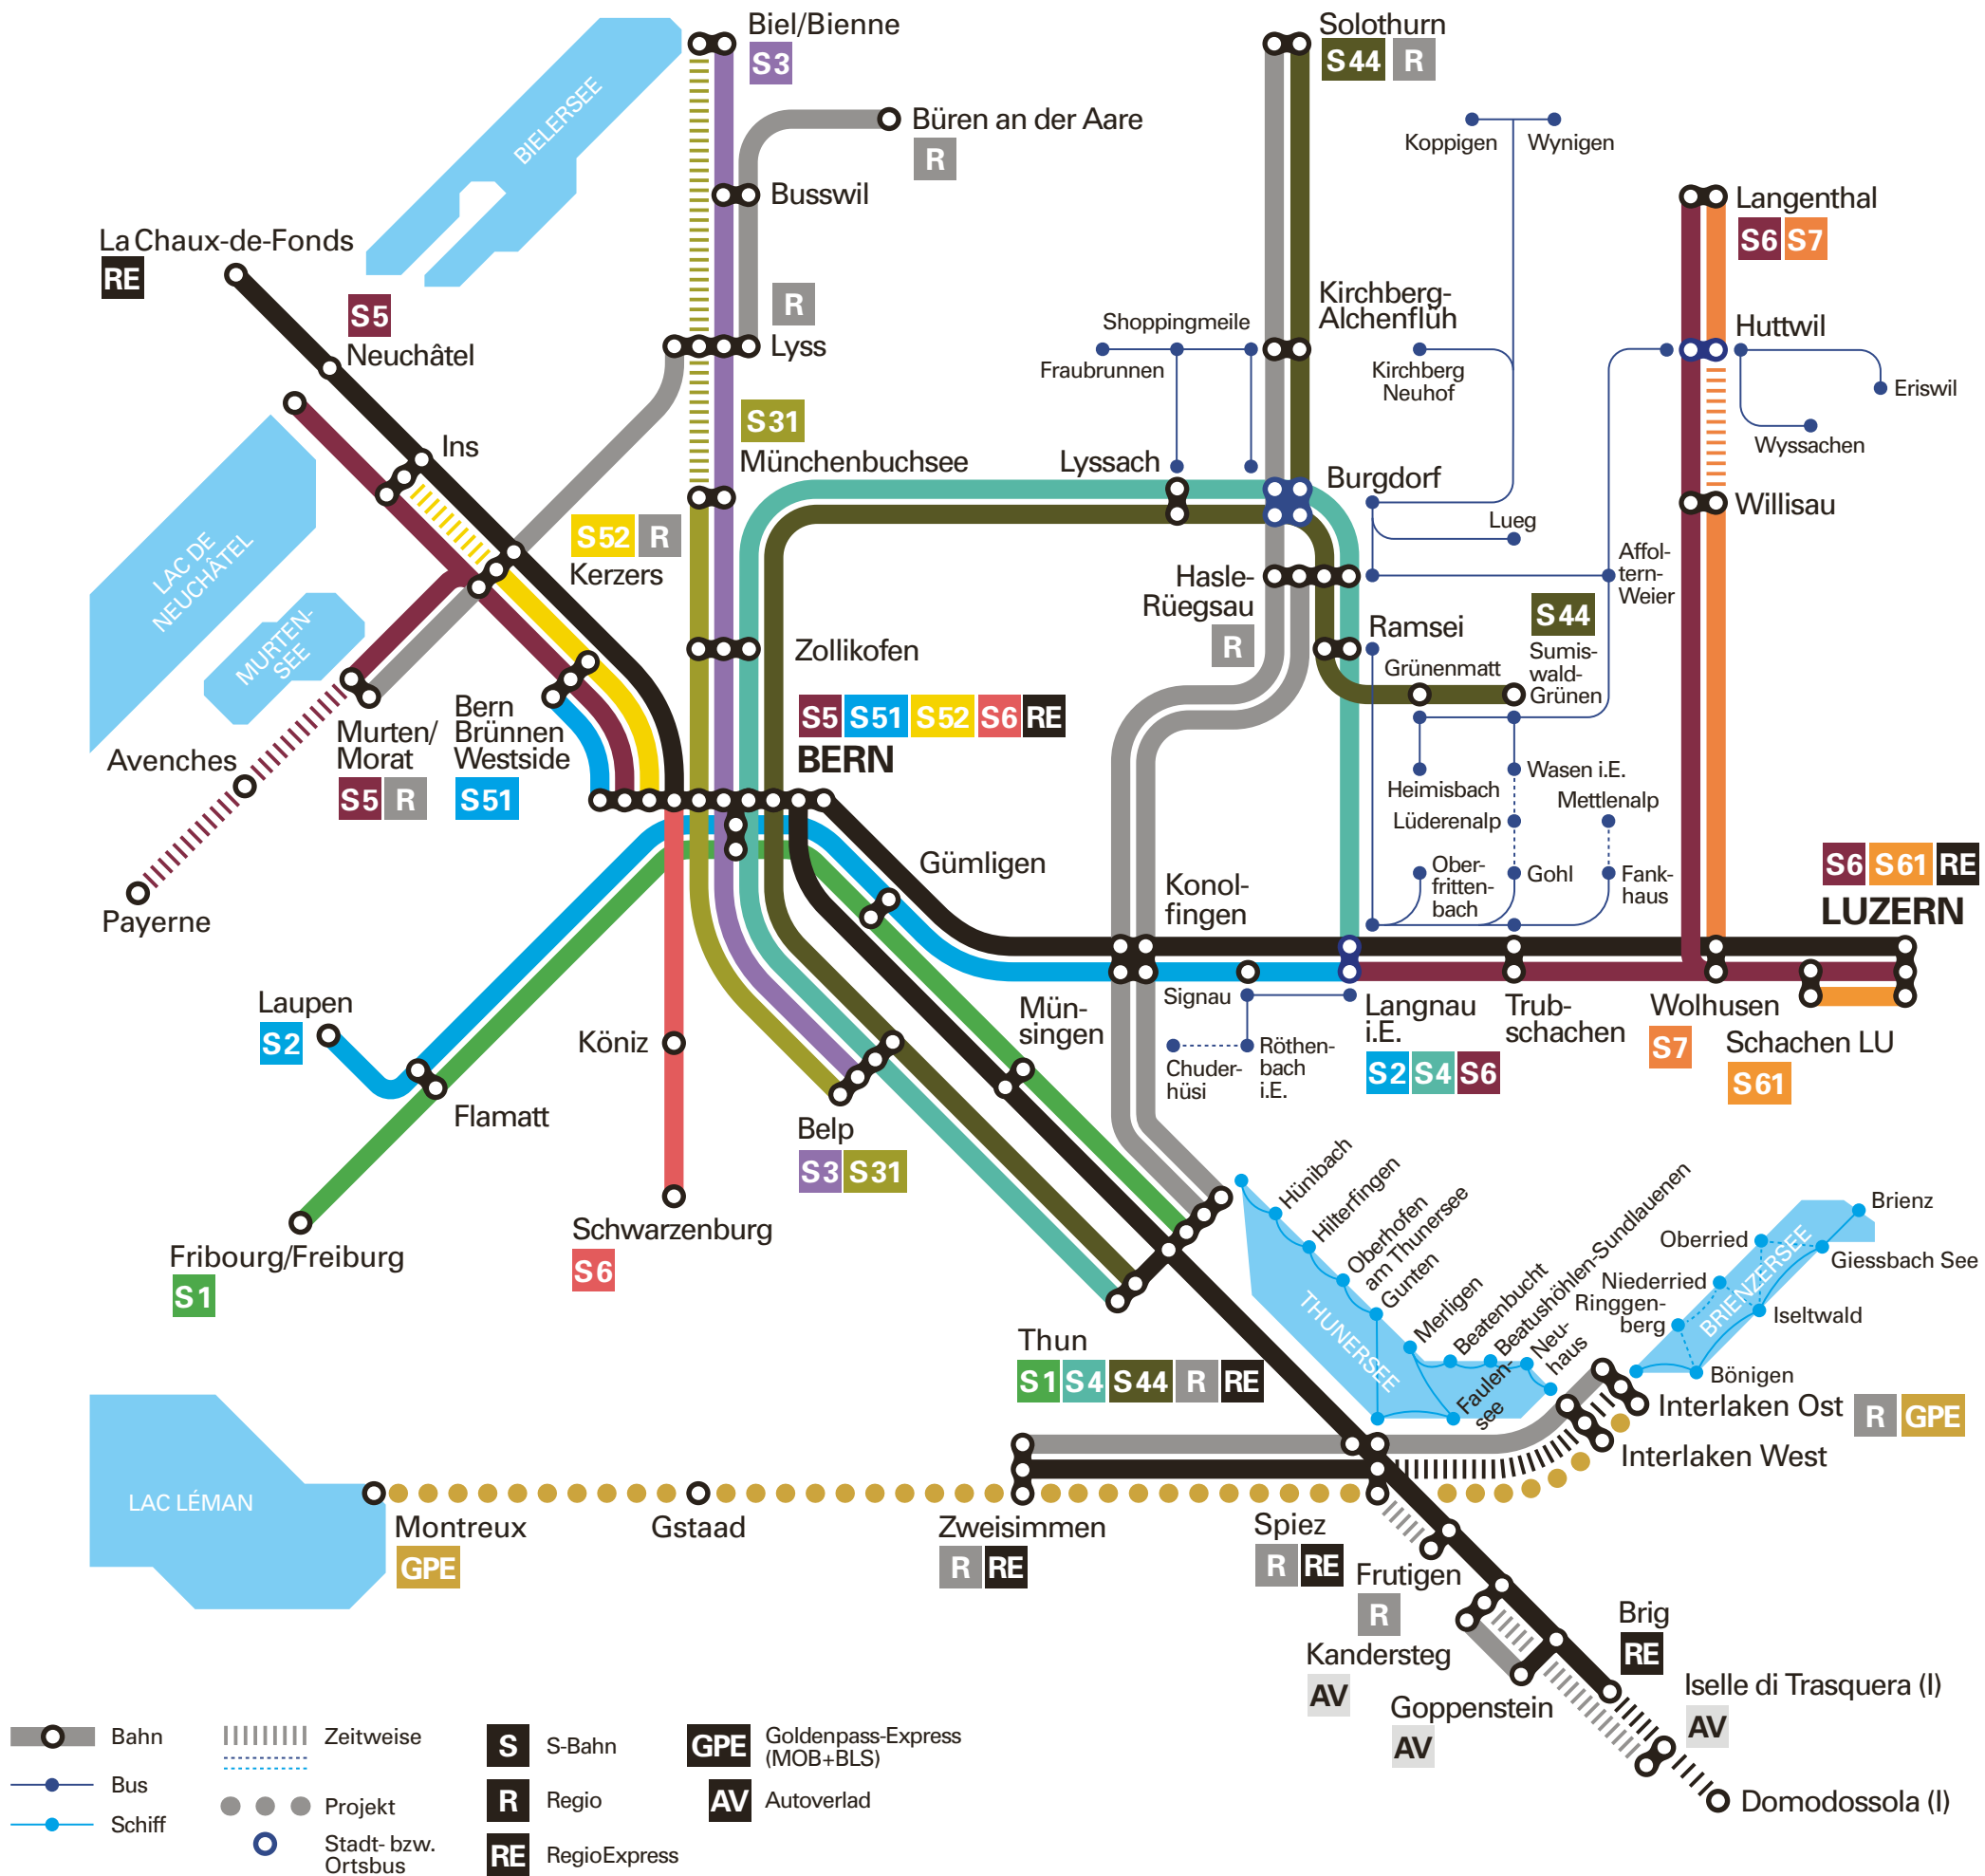 Biel/Bienne
S3
Solothurn
S44 R
BIELERSEE
Büren an der Aare
R
Koppigen
Wynigen
Busswil
Langenthal
S6 S7
La Chaux-de-Fonds
RE
S5
Neuchâtel
R
Lyss
Shoppingmeile
Fraubrunnen
Kirchberg-
Alchenflüh
Kirchberg
Neuhof
Huttwil
Eriswil
Wyssachen
Ins
S31
Münchenbuchsee
Lyssach
Burgdorf
Lueg
Willisau
LAC DE
NEUCHÂTEL
S52 R
Kerzers
Hasle-
Rüegsau
R
Affol-
tern-
Weier
MURTEN-
SEE
Zollikofen
Ramsei
S44
Sumis-
wald-
Grünen
Grünenmatt
Avenches
Murten/
Morat
S5 R
Bern
Brünnen
Westside
S51
S5 S51 S52 S6 RE
BERN
Heimisbach
Wasen i.E.
Lüderenalp
Mettlenalp
Payerne
Gümligen
Konol-
fingen
Ober-
fritten-
bach
Gohl
Fank-
haus
S6 S61 RE
LUZERN
Laupen
S2
Flamatt
Köniz
Mün-
singen
Signau
Chuder-
hüsi
Röthen-
bach
i.E.
Langnau
i.E.
S2 S4 S6
Trub-
schachen
Wolhusen
S7
Schachen LU
S61
Belp
S3 S31
Fribourg/Freiburg
S1
Schwarzenburg
S6
Hünibach
Hilterfingen
Oberhofen
am Thunersee
Gunten
Merligen
Beatenbucht
Beatushöhlen-Sundlauenen
Neu-
haus
Faulen-
see
THUNERSEE
BRIENZERSEE
Brienz
Oberried
Giessbach See
Niederried
Ringgen-
berg
Iseltwald
Bönigen
Thun
S1 S4 S44 R RE
Interlaken Ost
R GPE
Interlaken West
LAC LÉMAN
Montreux
GPE
Gstaad
Zweisimmen
R RE
Spiez
R RE
Frutigen
R
Kandersteg
AV
Goppenstein
AV
Brig
RE
Iselle di Trasquera (I)
AV
Domodossola (I)
Bahn
Bus
Schiff
Zeitweise
Projekt
Stadt- bzw.
Ortsbus
S S-Bahn
R Regio
RE RegioExpress
GPE Goldenpass-Express
(MOB+BLS)
AV Autoverlad